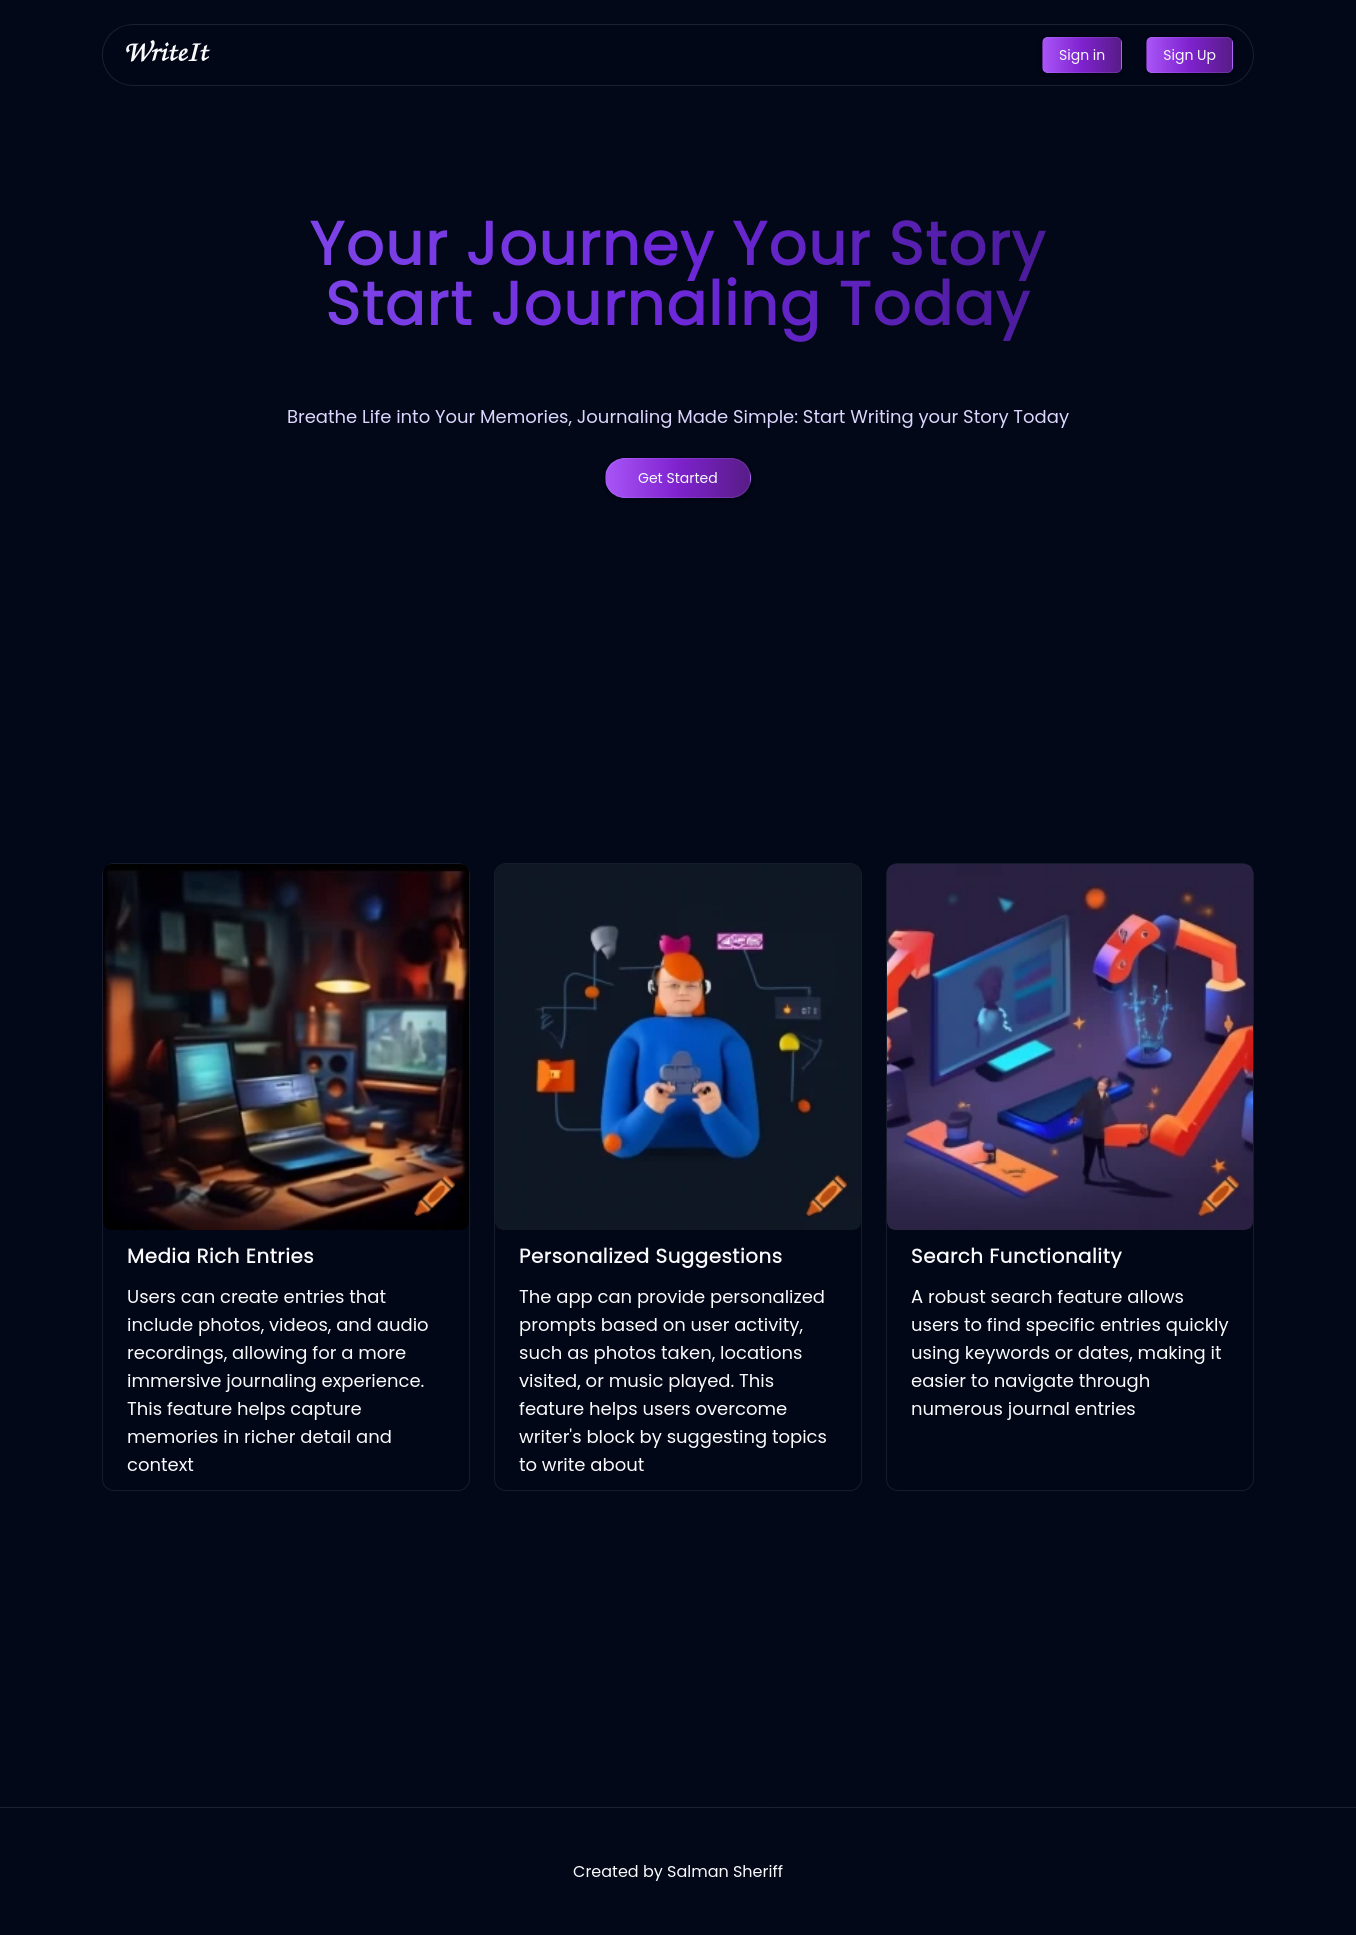 WriteIt
Sign in
Sign Up
Your Journey Your Story
Start Journaling Today
Breathe Life into Your Memories, Journaling Made Simple: Start Writing your Story Today
Get Started
Media Rich Entries
Users can create entries that
include photos, videos, and audio
recordings, allowing for a more
immersive journaling experience.
This feature helps capture
memories in richer detail and
context
Personalized Suggestions
The app can provide personalized
prompts based on user activity,
such as photos taken, locations
visited, or music played. This
feature helps users overcome
writer's block by suggesting topics
to write about
Search Functionality
A robust search feature allows
users to find specific entries quickly
using keywords or dates, making it
easier to navigate through
numerous journal entries
Created by Salman Sheriff